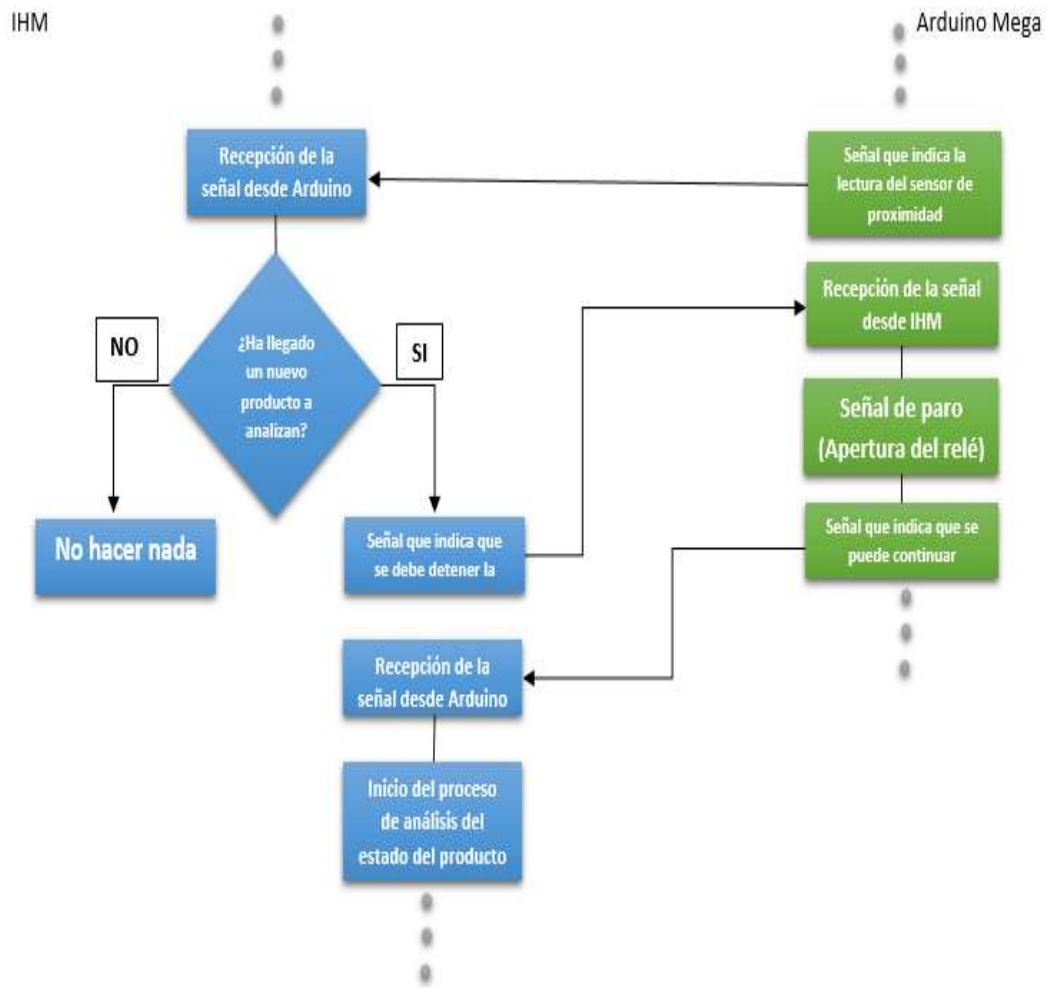 IHM
Arduino Mega
Recepción de la
señal desde Arduino
Señal que indica la
lectura del sensor de
proximidad
Recepción de la señal
desde IHM
NO
SI
¿Ha llegado
un nuevo
producto a
analizan?
Señal de paro
(Apertura del relé)
No hacer nada
Señal que indica que
se debe detener la
Señal que indica que se
puede continuar
Recepción de la
señal desde Arduino
Inicio del proceso
de análisis del
estado del producto